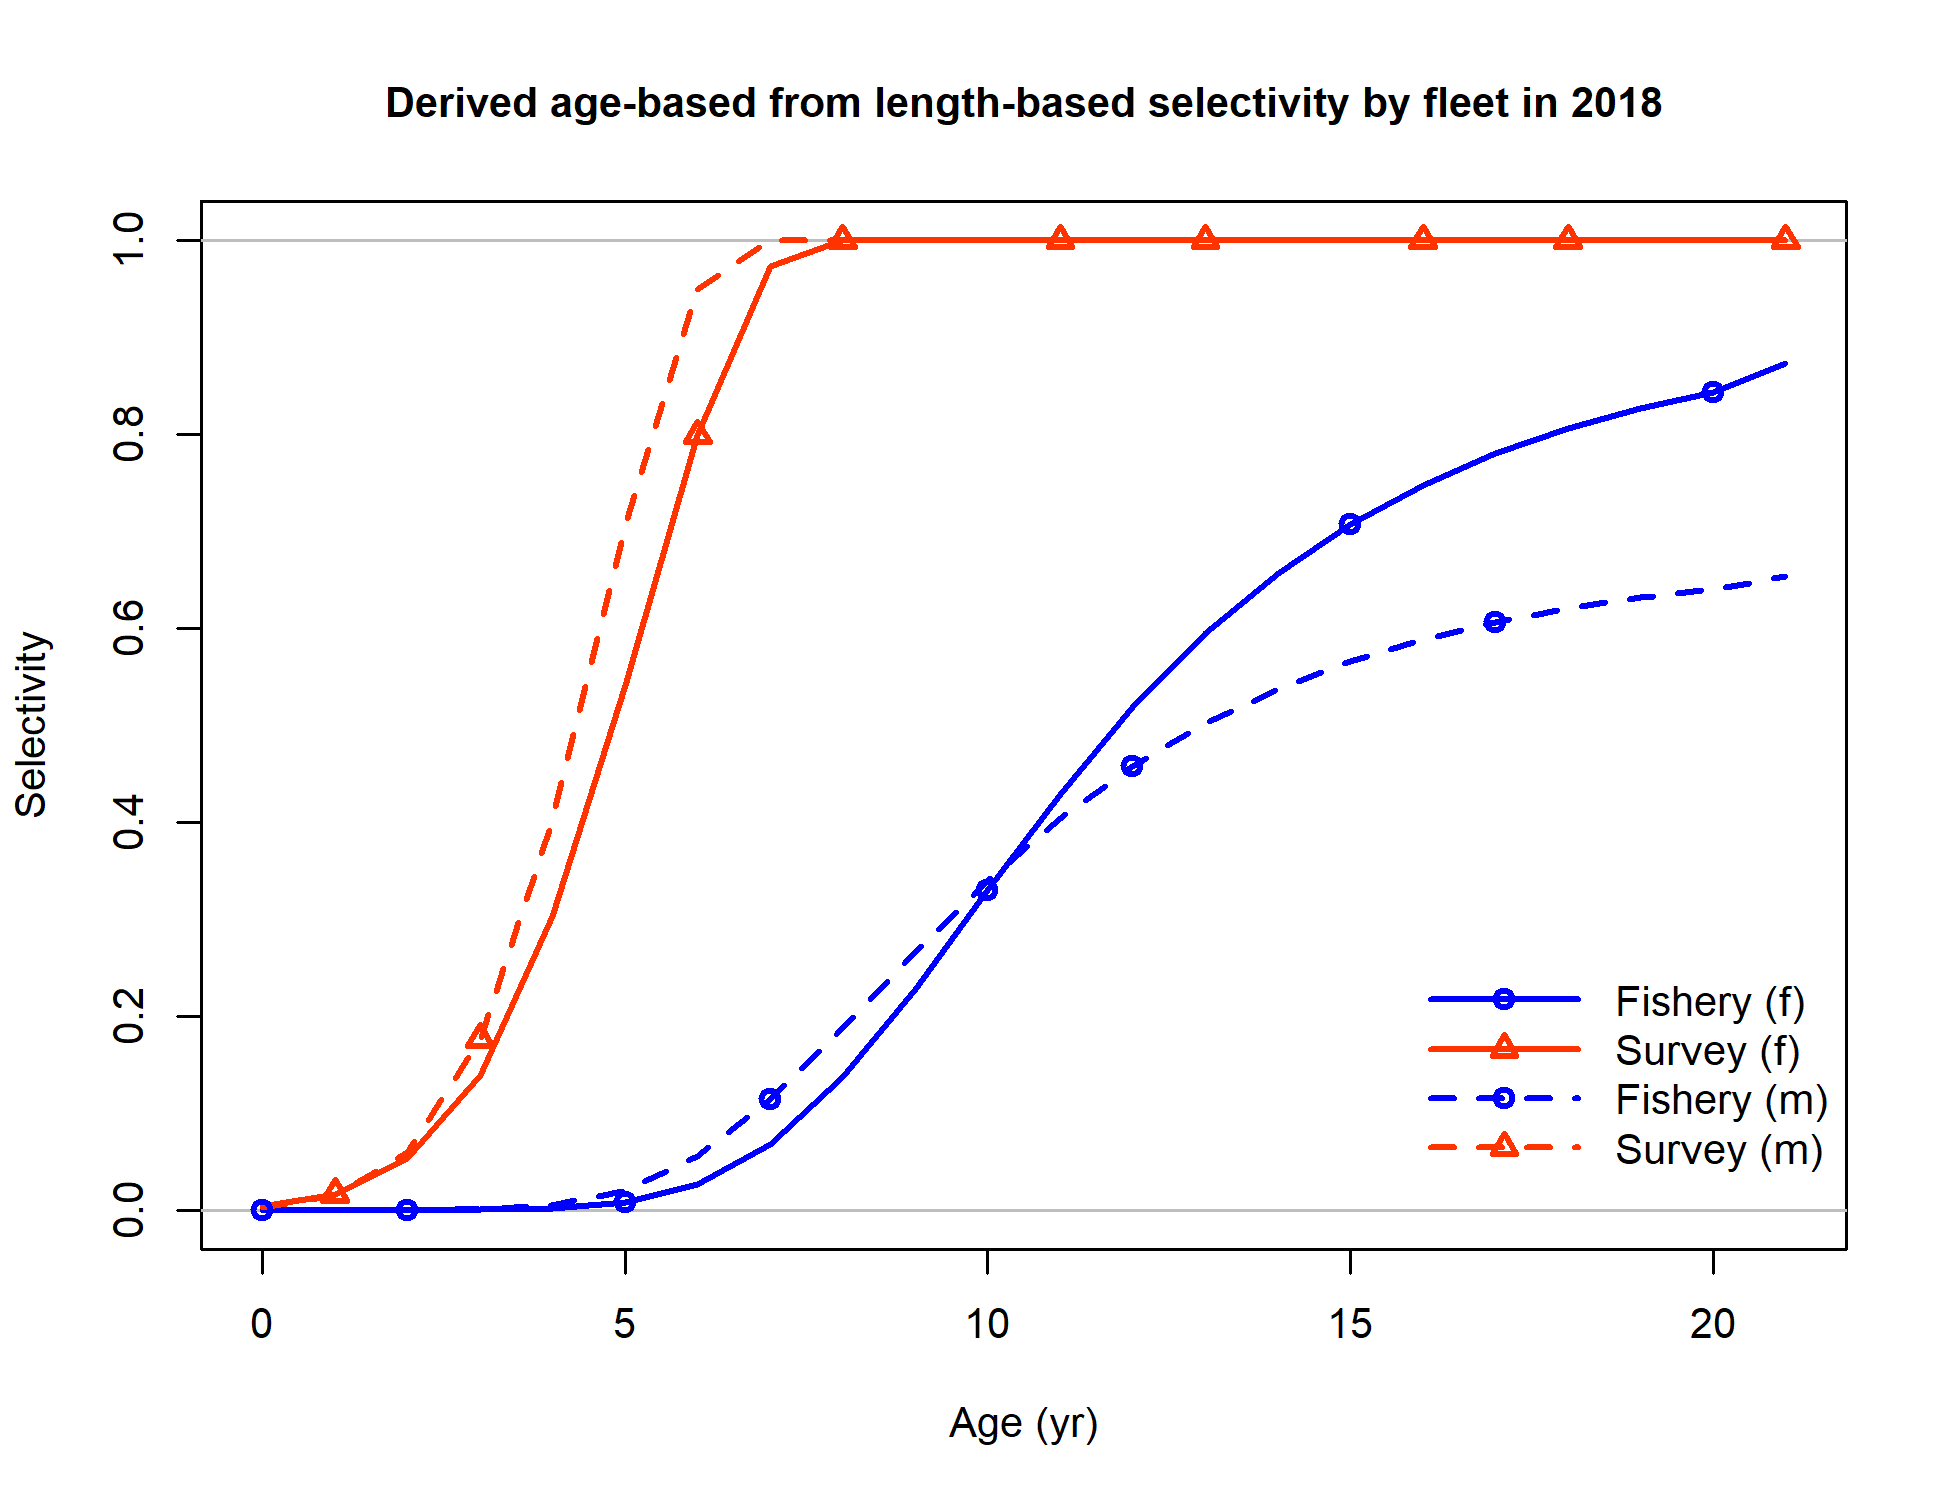 Derived age-based from length-based selectivity by fleet in 2018
1.0
0.8
0.6
0.4
0.2
0.0
Selectivity
Fishery (f)
Survey (f)
Fishery (m)
Survey (m)
0 5 10 15 20
Age (yr)